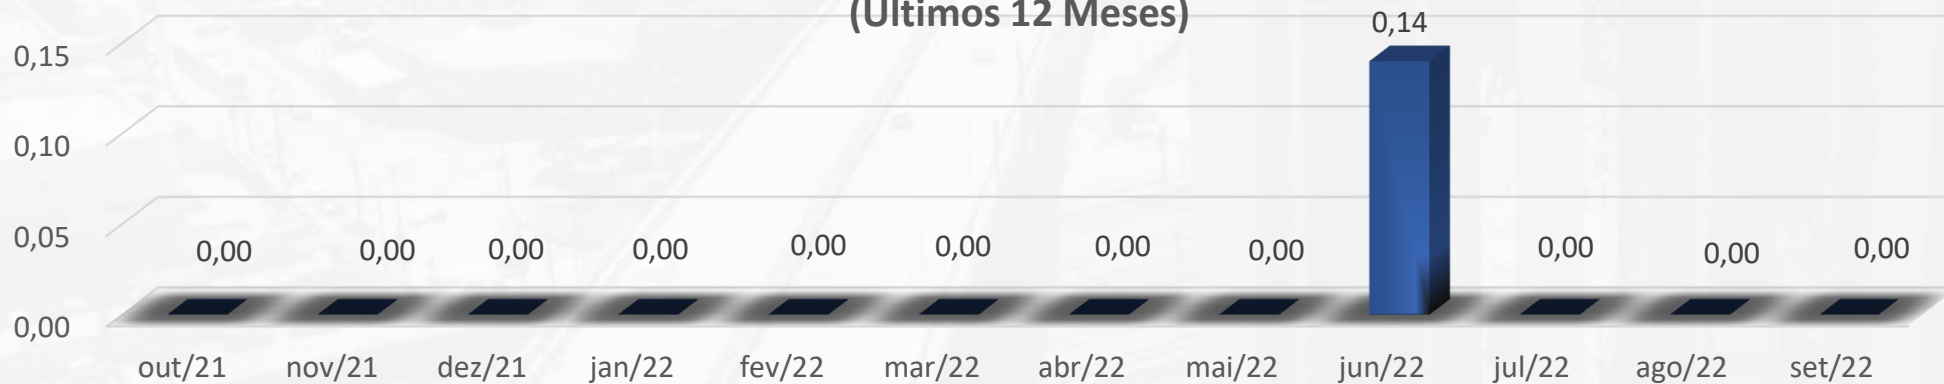 (Últimos 12 Meses)
0,14
0,15
0,10
0,05
0,00 0,00 0,00 0,00 0,00 0,00 0,00 0,00 0,00 0,00 0,00
0,00
out/21 nov/21 dez/21 jan/22 fev/22 mar/22 abr/22 mai/22 jun/22 jul/22 ago/22 set/22